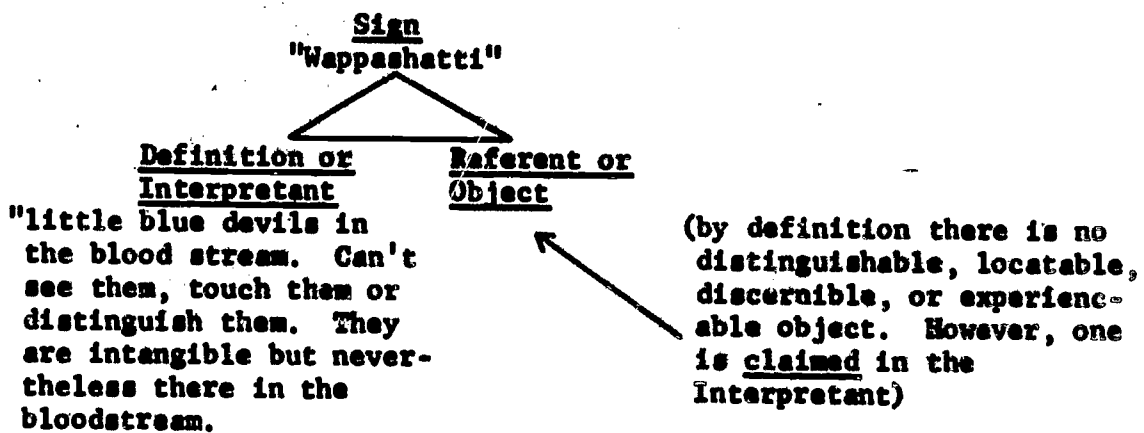 Sign
"Wappashatti"
Definition or
Interpretant
Referent or
Object
"little blue devils in
the blood stream. Can't
see them, touch them or
distinguish them. They
are intangible but never-
theless there in the
bloodstream.
(by definition there is no
distinguishable, locatable,
discernible, or experienc-
able object. However, one
is claimed in the
Interpretant)